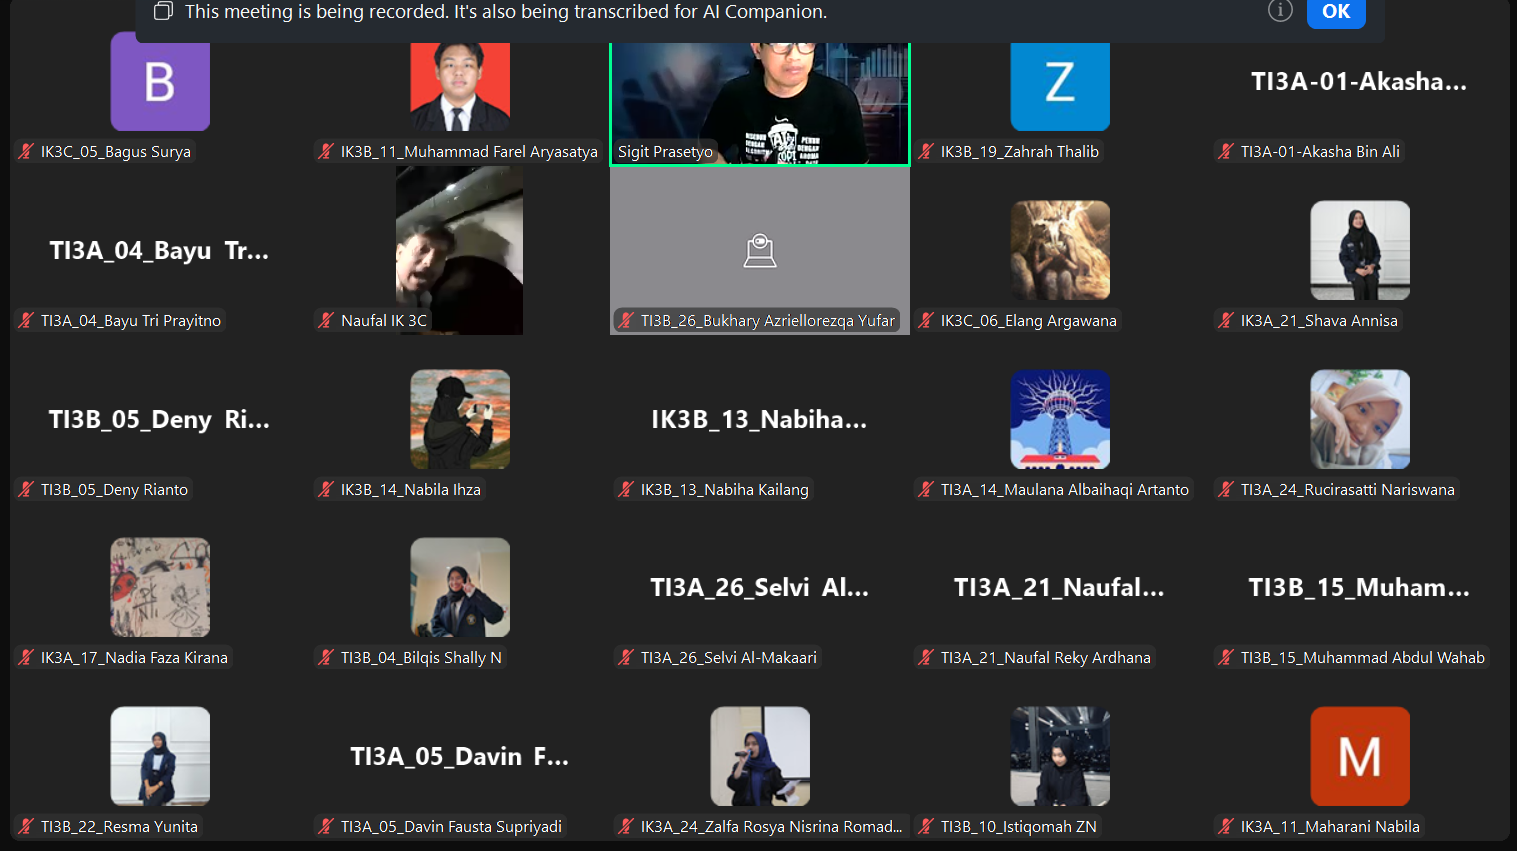 This meeting is being recorded. It's also being transcribed for AI Companion.
OK
B
Z
TI3A-01-Akasha...
IK3C_05_Bagus Surya
IK3B_11_Muhammad Farel Aryasatya
Sigit Prasetyo
IK3B_19_Zahrah Thalib
TI3A-01-Akasha Bin Ali
TI3A_04_Bayu Tr...
TI3A_04_Bayu Tri Prayitno
Naufal IK 3C
TI3B_26_Bukhary Azriellorezqa Yufar
IK3C_06_Elang Argawana
IK3A_21_Shava Annisa
TI3B_05_Deny Ri...
IK3B_13_Nabiha...
TI3B_05_Deny Rianto
IK3B_14_Nabila Ihza
IK3B_13_Nabiha Kailang
TI3A_14_Maulana Albaihaqi Artanto
TI3A_24_Rucirasatti Nariswana
TI3A_26_Selvi Al...
TI3A_21_Naufal...
TI3B_15_Muham...
IK3A_17_Nadia Faza Kirana
TI3B_04_Bilqis Shally N
TI3A_26_Selvi Al-Makaari
TI3A_21_Naufal Reky Ardhana
TI3B_15_Muhammad Abdul Wahab
TI3A_05_Davin F...
M
TI3B_22_Resma Yunita
TI3A_05_Davin Fausta Supriyadi
IK3A_24_Zalfa Rosya Nisrina Romad...
TI3B_10_Istiqomah ZN
IK3A_11_Maharani Nabila